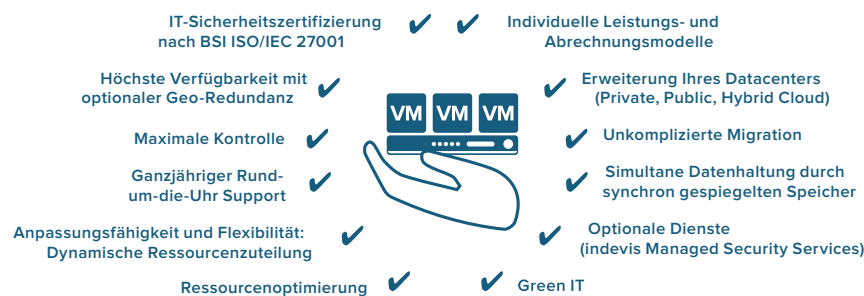 IT-Sicherheitszertifizierung
nach BSI ISO/IEC 27001
Höchste Verfügbarkeit mit
optionaler Geo-Redundanz
Maximale Kontrolle
Ganzjähriger Rund-
um-die-Uhr Support
Anpassungsfähigkeit und Flexibilität:
Dynamische Ressourcenzuteilung
Ressourcenoptimierung
VM VM VM
Individuelle Leistungs- und
Abrechnungsmodelle
Erweiterung Ihres Datacenters
(Private, Public, Hybrid Cloud)
Unkomplizierte Migration
Simultane Datenhaltung durch
synchron gespiegelten Speicher
Optionale Dienste
(indevis Managed Security Services)
Green IT